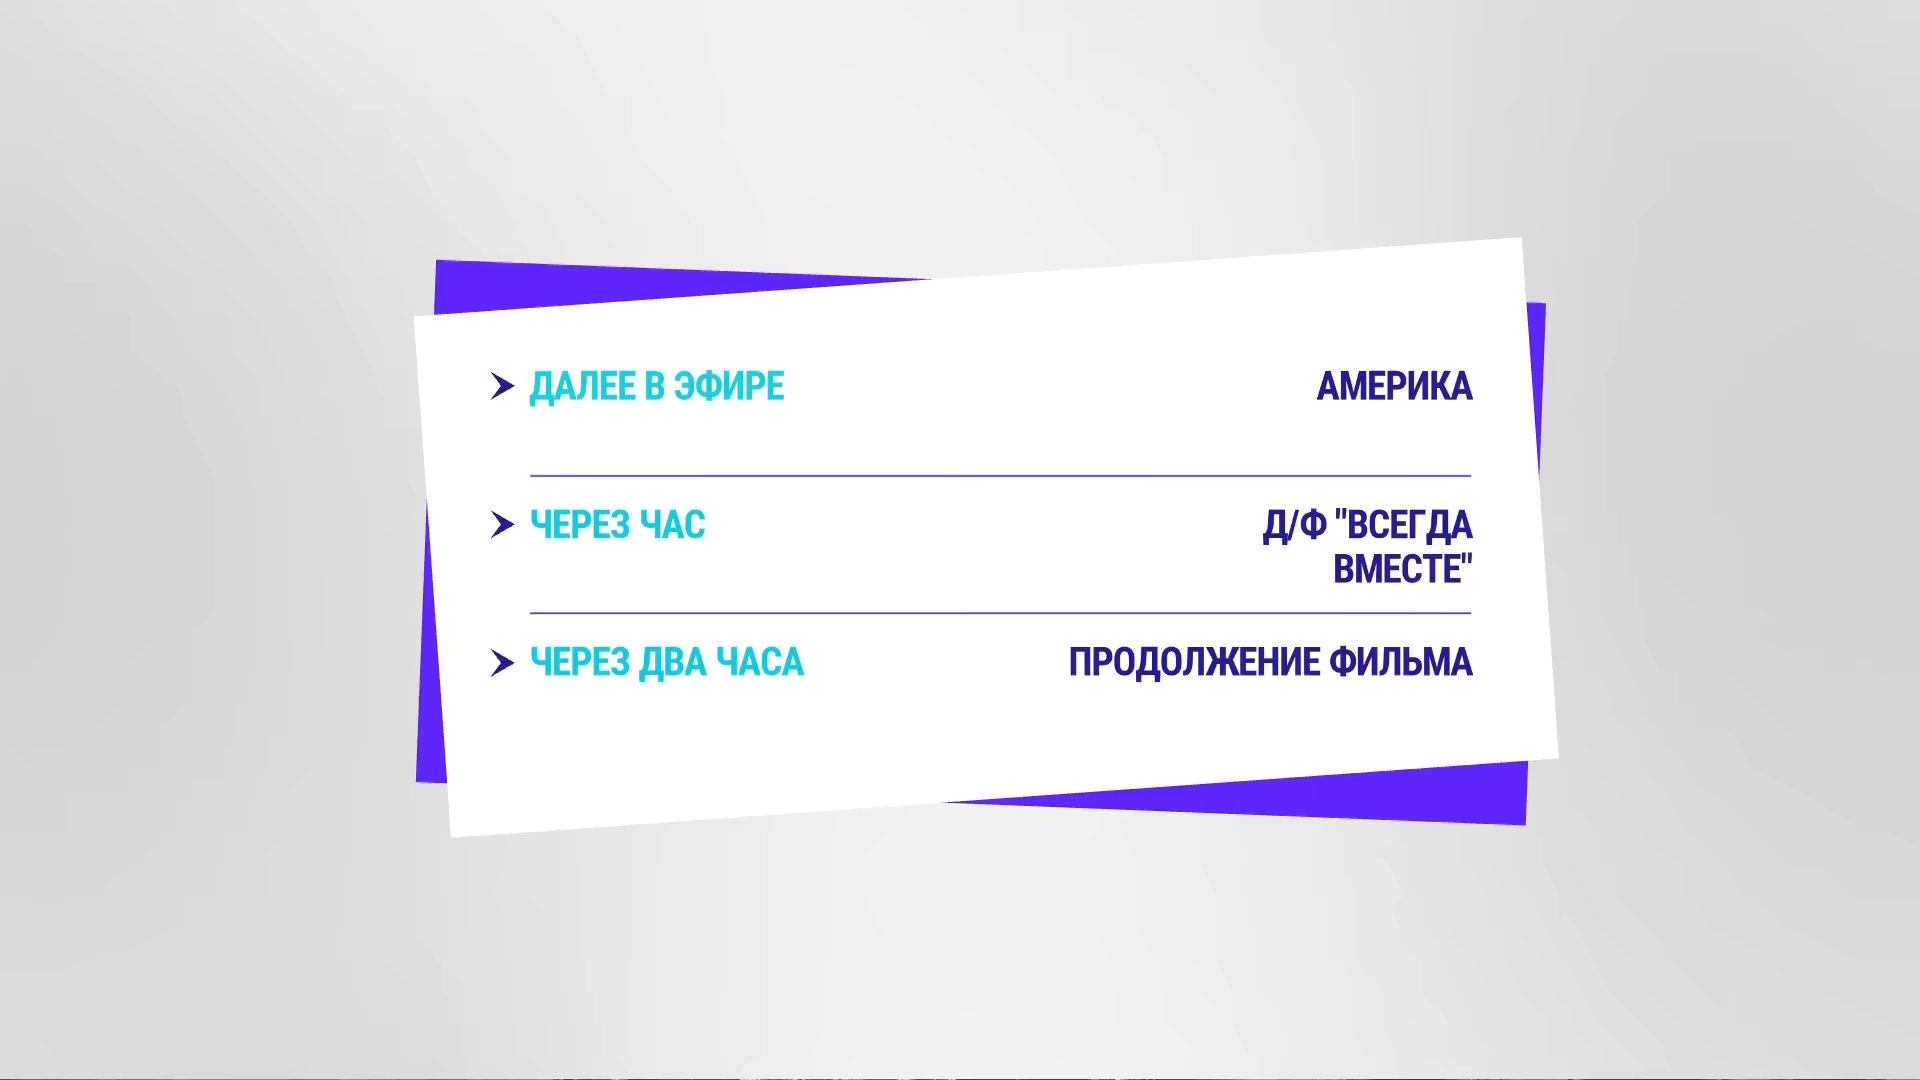 ДАЛЕЕ В ЭФИРЕ
АМЕРИКА
ЧЕРЕЗ ЧАС
Д/Ф "ВСЕГДА
ВМЕСТЕ"
ЧЕРЕЗ ДВА ЧАСА
ПРОДОЛЖЕНИЕ ФИЛЬМА